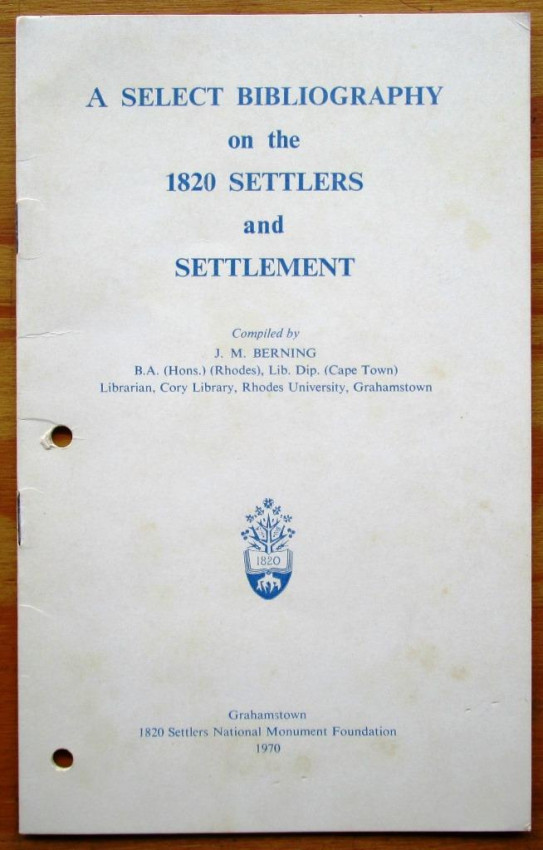 A SELECT BIBLIOGRAPHY
on the
1820 SETTLERS
and
SETTLEMENT
Compiled by
J. M. BERNING
B.A. (Hons.) (Rhodes), Lib. Dip. (Cape Town)
Librarian, Cory Library, Rhodes University, Grahamstown
1820
Grahamstown
1820 Settlers National Monument Foundation
1970